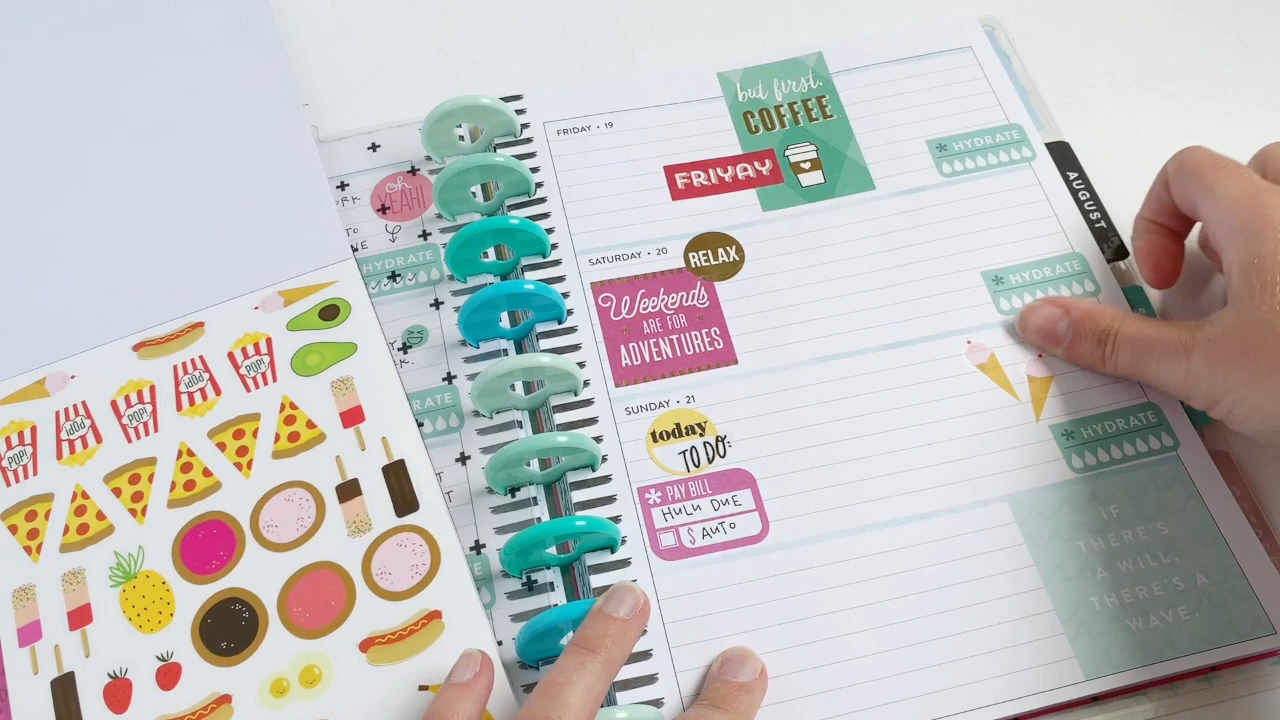 FRIDAY • 19
but first,
COFFEE
FRIYAY
* HYDRATE
AUGUST
SATURDAY • 20
RELAX
Weekends
ARE FOR
ADVENTURES
* HYDRATE
SUNDAY • 21
today
TO DO:
* PAY BILL
HULU DUE
$ AUTO
* HYDRATE
IF
THERE'S
A WILL,
THERE'S A
WAVE.
oh
YEAH!
TO
HYDRATE
POP!
POP!
POP!
POP!
POP!